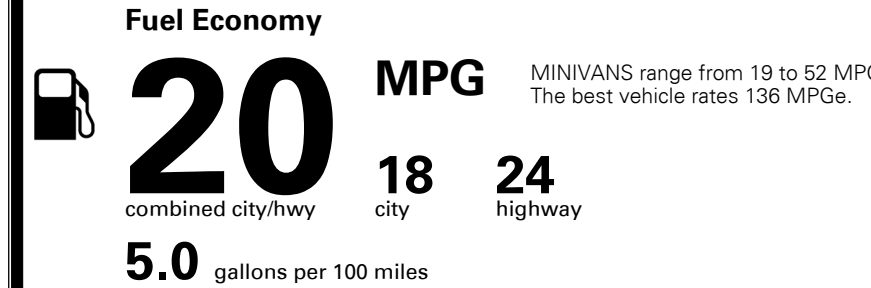 Fuel Economy
20 MPG
MINIVANS range from 19 to 52 MPG
The best vehicle rates 136 MPGe.
18 24
combined city/hwy city highway
5.0 gallons per 100 miles